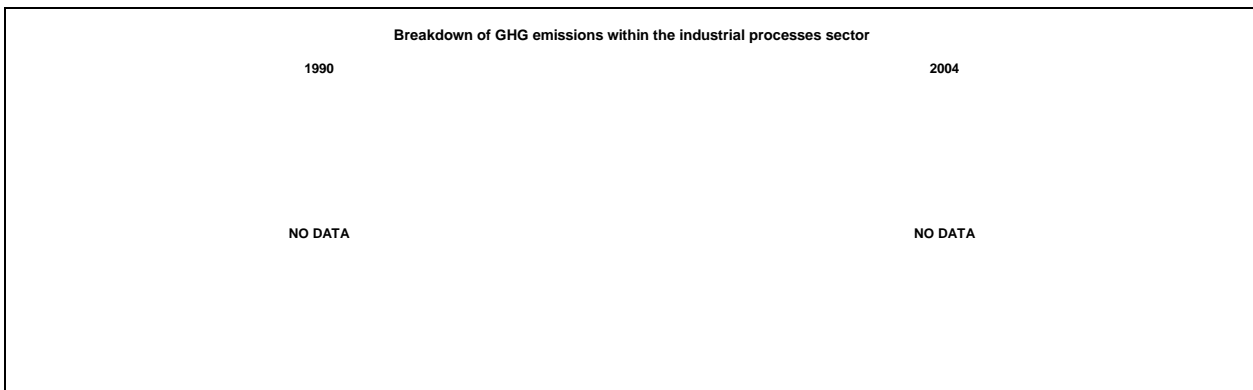 Breakdown of GHG emissions within the industrial processes sector
1990
2004
NO DATA
NO DATA